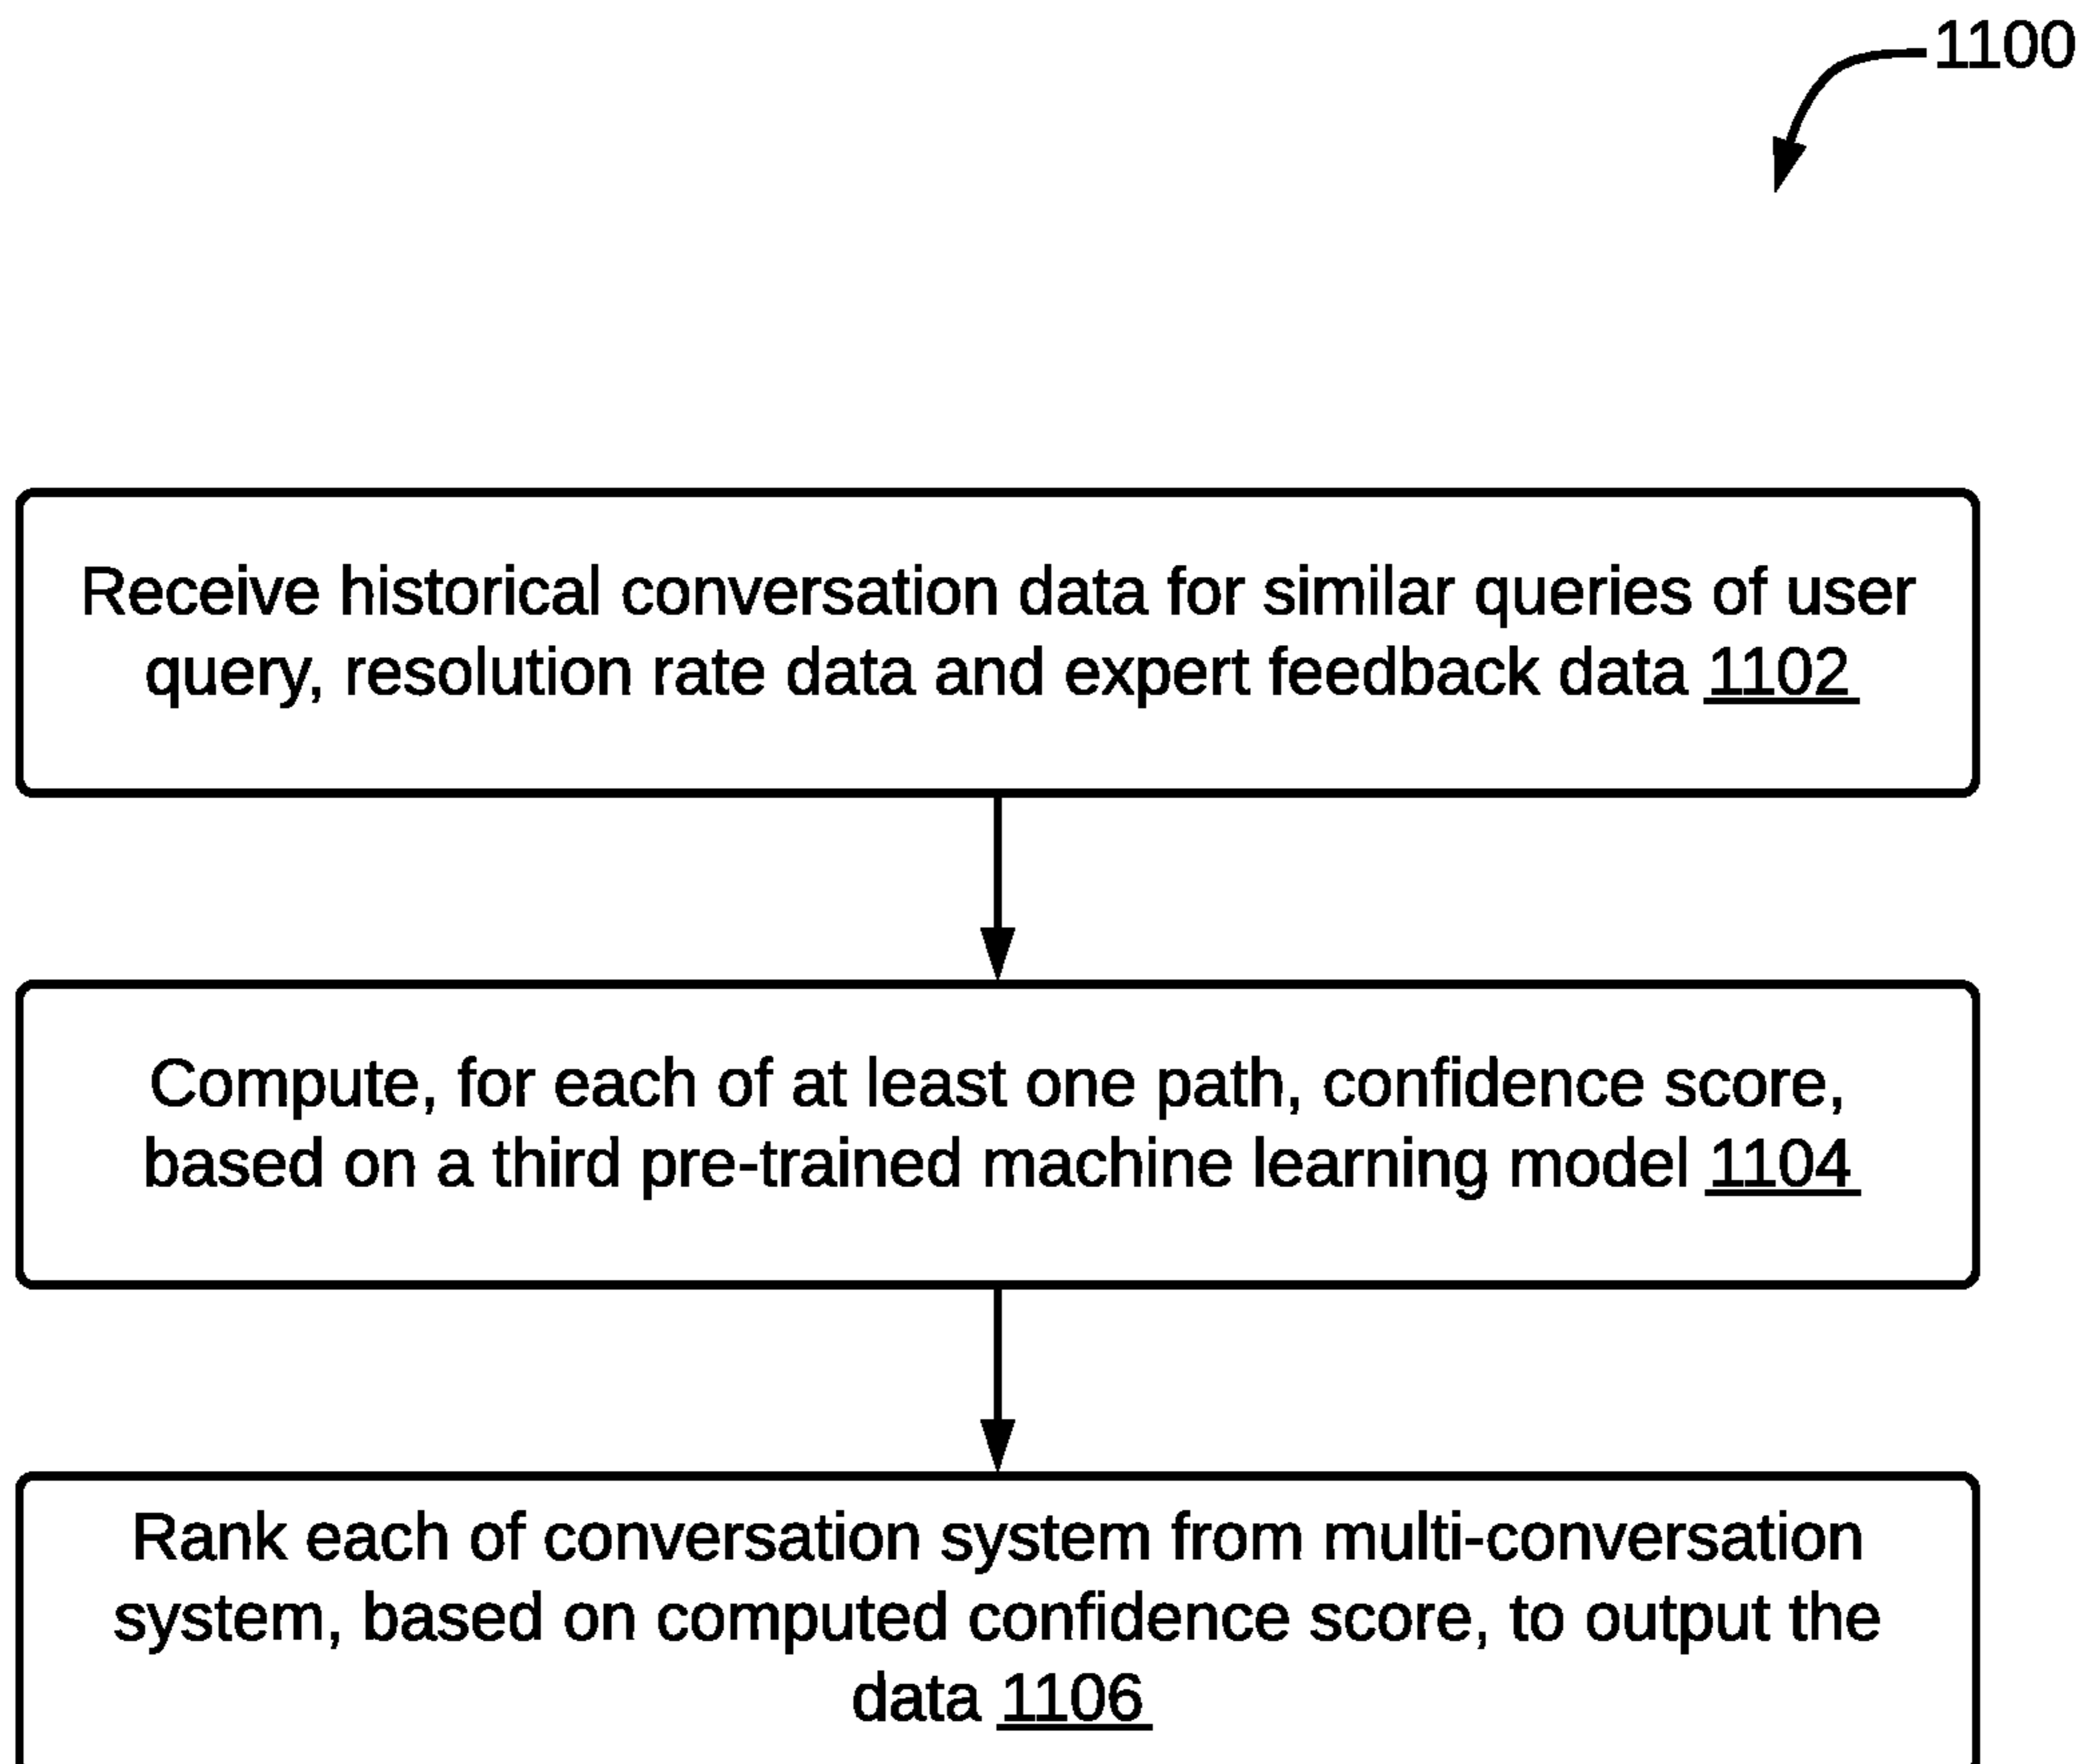 1100
Receive historical conversation data for similar queries of user
query, resolution rate data and expert feedback data 1102
Compute, for each of at least one path, confidence score,
based on a third pre-trained machine learning model 1104
Rank each of conversation system from multi-conversation
system, based on computed confidence score, to output the
data 1106